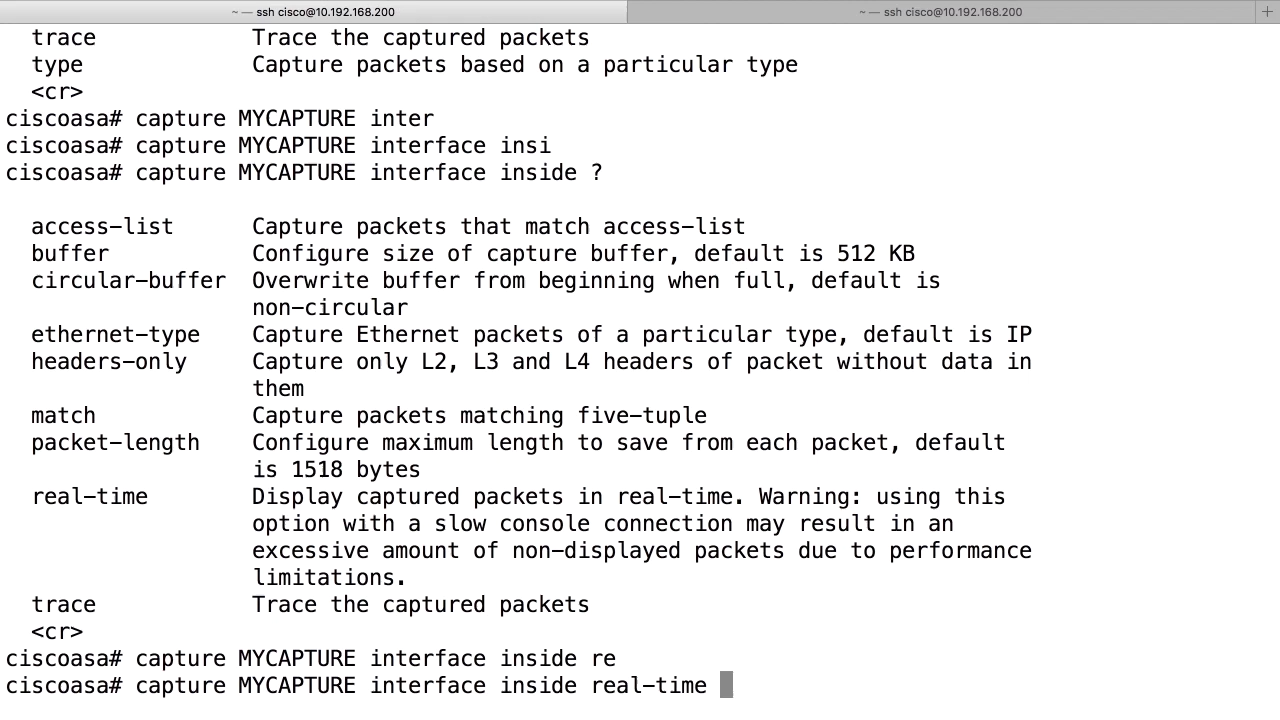 ~ — ssh cisco@10.192.168.200
~ — ssh cisco@10.192.168.200 +
trace Trace the captured packets
type Capture packets based on a particular type
<cr>
ciscoasa# capture MYCAPTURE inter
ciscoasa# capture MYCAPTURE interface insi
ciscoasa# capture MYCAPTURE interface inside ?
access-list Capture packets that match access-list
buffer Configure size of capture buffer, default is 512 KB
circular-buffer Overwrite buffer from beginning when full, default is
non-circular
ethernet-type Capture Ethernet packets of a particular type, default is IP
headers-only Capture only L2, L3 and L4 headers of packet without data in
them
match Capture packets matching five-tuple
packet-length Configure maximum length to save from each packet, default
is 1518 bytes
real-time Display captured packets in real-time. Warning: using this
option with a slow console connection may result in an
excessive amount of non-displayed packets due to performance
limitations.
trace Trace the captured packets
<cr>
ciscoasa# capture MYCAPTURE interface inside re
ciscoasa# capture MYCAPTURE interface inside real-time